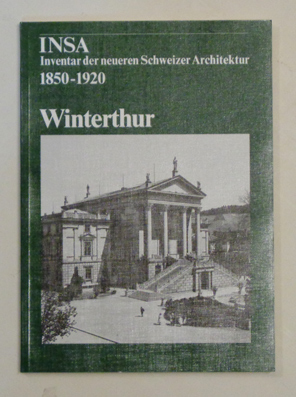 INSA
Inventar der neueren Schweizer Architektur
1850-1920
Winterthur